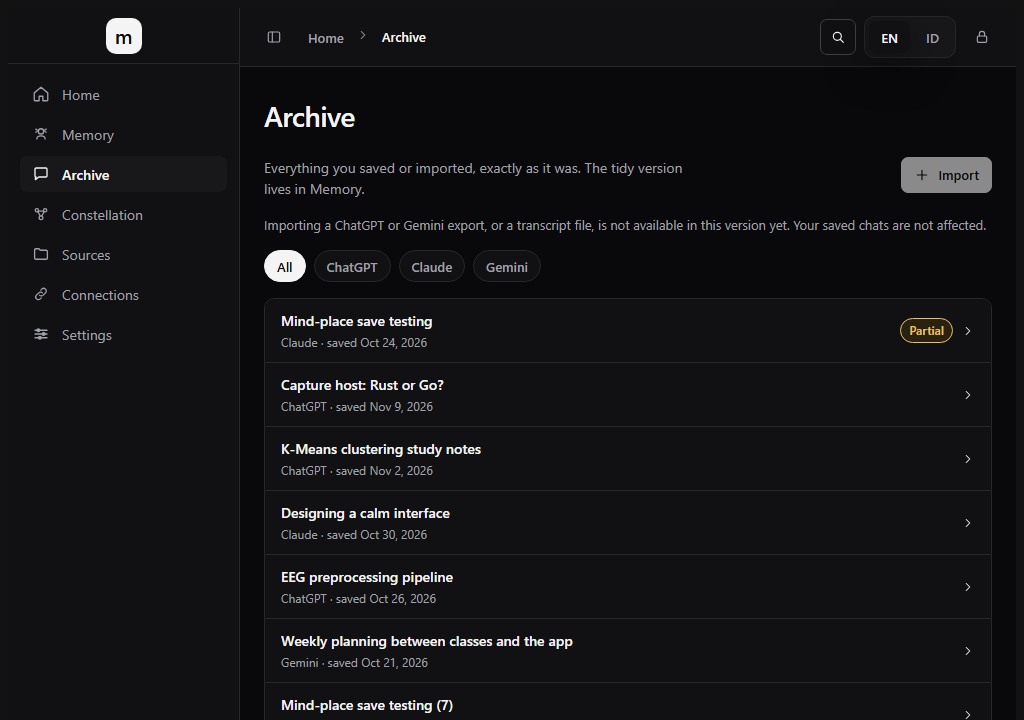 m
Home
Archive
EN
ID
Home
Memory
Archive
Constellation
Sources
Connections
Settings
Archive
Everything you saved or imported, exactly as it was. The tidy version
lives in Memory.
Import
Importing a ChatGPT or Gemini export, or a transcript file, is not available in this version yet. Your saved chats are not affected.
All
ChatGPT
Claude
Gemini
Mind-place save testing
Claude · saved Oct 24, 2026
Partial
Capture host: Rust or Go?
ChatGPT · saved Nov 9, 2026
K-Means clustering study notes
ChatGPT · saved Nov 2, 2026
Designing a calm interface
Claude · saved Oct 30, 2026
EEG preprocessing pipeline
ChatGPT · saved Oct 26, 2026
Weekly planning between classes and the app
Gemini · saved Oct 21, 2026
Mind-place save testing (7)